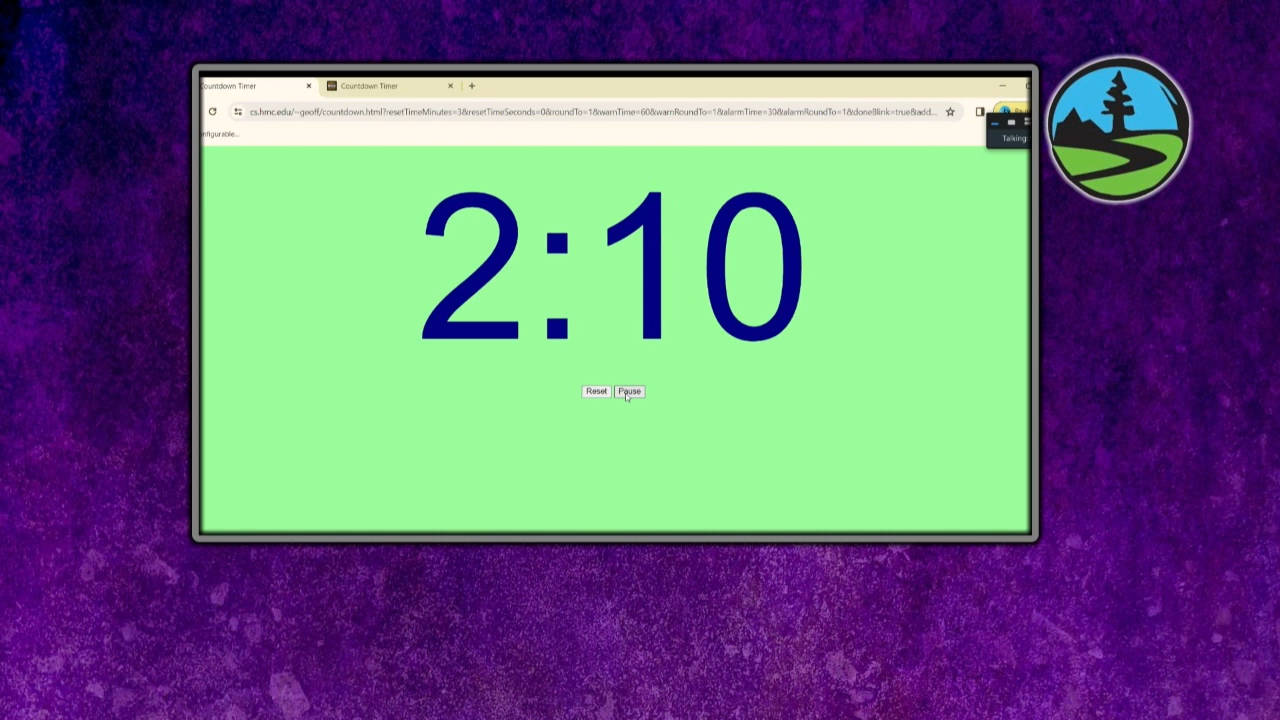 Countdown Timer
Countdown Timer
cs.hmc.edu/~geoff/countdown.html?resetTimeMinutes=3&resetTimeSeconds=0&roundTo=1&warnTime=60&warnRoundTo=1&alarmTime=30&alarmRoundTo=1&doneBlink=true&add...
nfigurable...
Talking:
2:10
Reset Pause